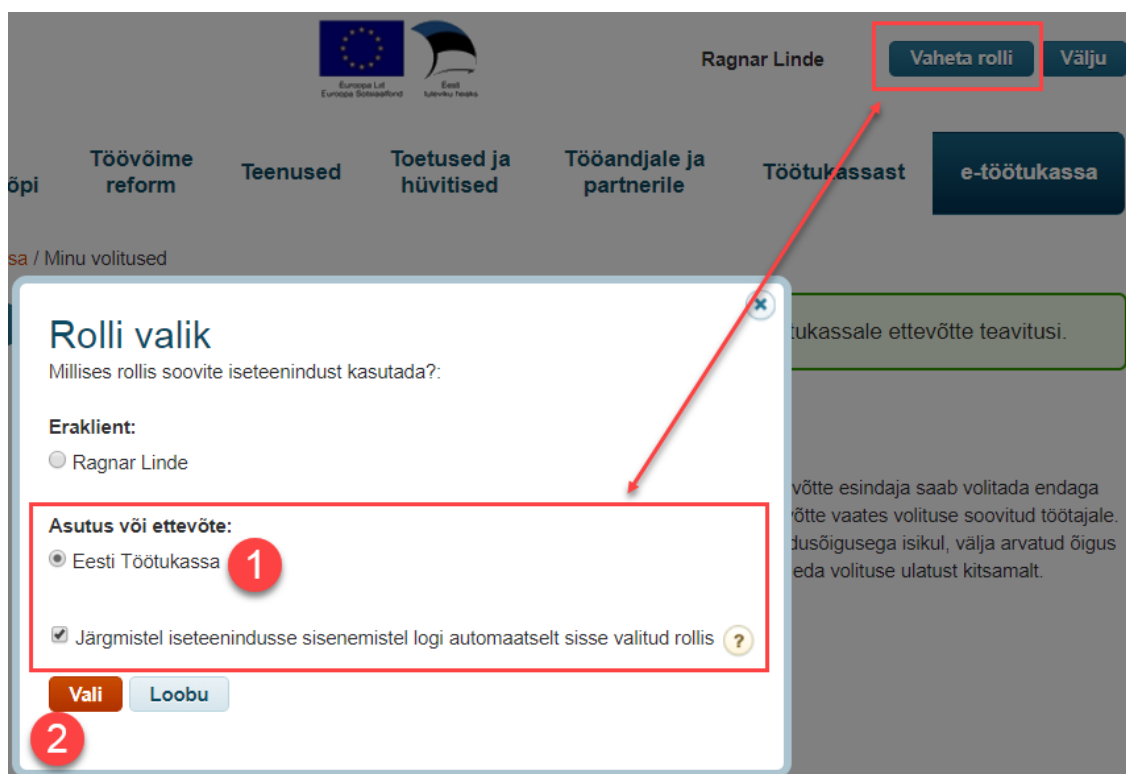 Euroopa Liit
Euroopa Sotsiaalfond
Eesti
tuleviku heaks
Ragnar Linde
Vaheta rolli
Välju
õpi
Töövõime
reform
Teenused
Toetused ja
hüvitised
Tööandjale ja
partnerile
Töötukassast
e-töötukassa
sa / Minu volitused
Rolli valik
Millises rollis soovite iseteenindust kasutada?:
Eraklient:
Ragnar Linde
Asutus või ettevõte:
Eesti Töötukassa
1
Järgmistel iseteenindusse sisenemistel logi automaatselt sisse valitud rollis ?
Vali
Loobu
2
tukassale ettevõtte teavitusi.
võtte esindaja saab volitada endaga
võtte vaates volituse soovitud töötajale.
dusõigusega isikul, välja arvatud õigus
eda volituse ulatust kitsamalt.